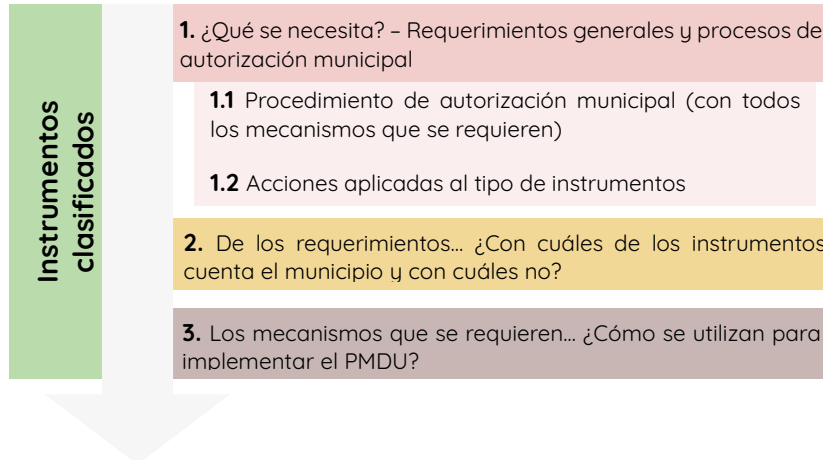 Instrumentos
clasificados
1. ¿Qué se necesita? – Requerimientos generales y procesos de
autorización municipal
1.1 Procedimiento de autorización municipal (con todos
los mecanismos que se requieren)
1.2 Acciones aplicadas al tipo de instrumentos
2. De los requerimientos... ¿Con cuáles de los instrumentos
cuenta el municipio y con cuáles no?
3. Los mecanismos que se requieren... ¿Cómo se utilizan para
implementar el PMDU?